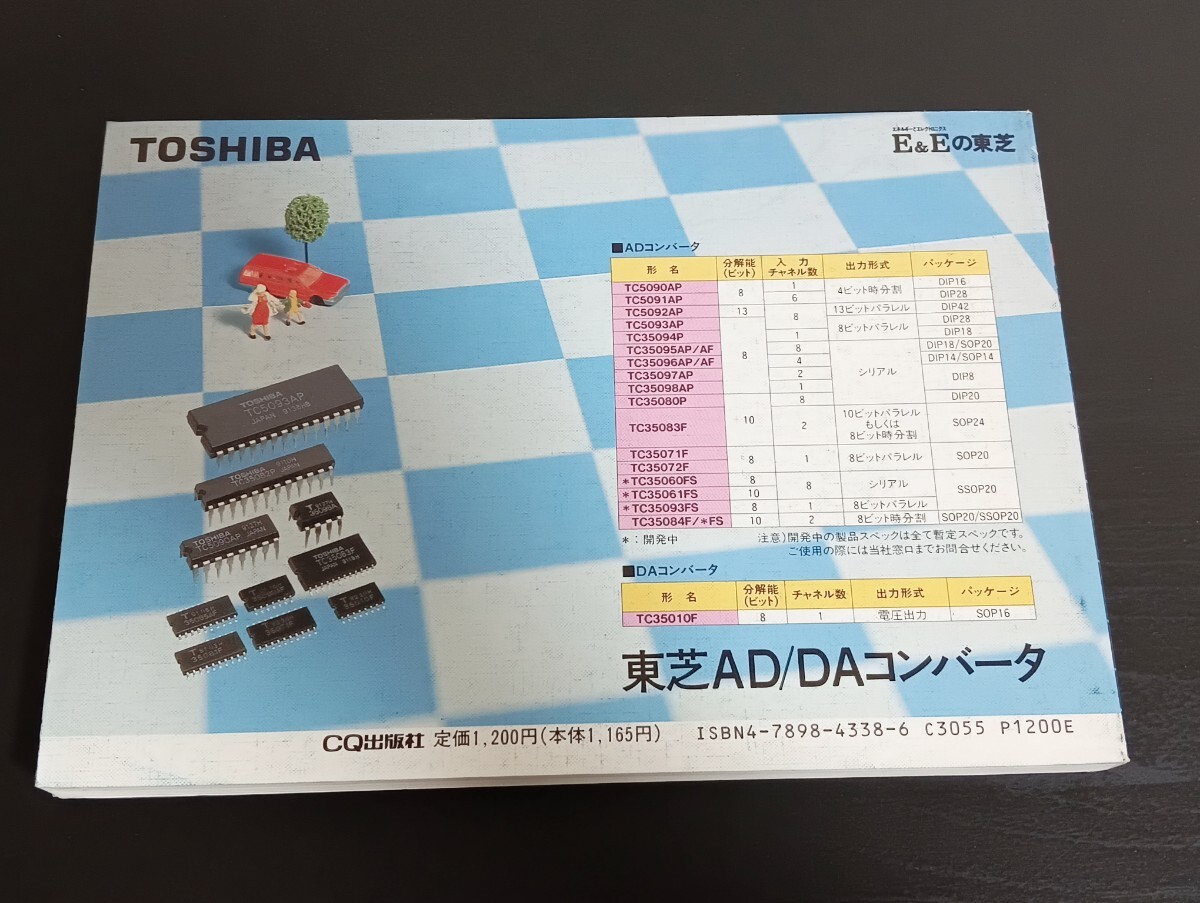 TOSHIBA
エネルギーとエレクトロニクス
E&Eの東芝
■ADコンバータ
形名 分解能(ビット) 入力チャネル数 出力形式 パッケージ
TC5090AP 8 1 4ビット時分割 DIP16
TC5091AP 6 DIP28
TC5092AP 13 8 13ビットパラレル DIP42
TC5093AP 8 8ビットパラレル DIP28
TC35094P 1 DIP18
TC35095AP/AF 8 シリアル DIP18/SOP20
TC35096AP/AF 4 DIP14/SOP14
TC35097AP 2 DIP8
TC35098AP 1
TC35080P 8 DIP20
TC35083F 10 2 10ビットパラレル もしくは 8ビット時分割 SOP24
TC35071F 8 1 8ビットパラレル SOP20
TC35072F
*TC35060FS 8 8 シリアル SSOP20
*TC35061FS 10
*TC35093FS 8 1 8ビットパラレル
TC35084F/*FS 10 2 8ビット時分割 SOP20/SSOP20
*:開発中 注意)開発中の製品スペックは全て暫定スペックです。
ご使用の際には当社窓口までお問合せください。
■DAコンバータ
形名 分解能(ビット) チャネル数 出力形式 パッケージ
TC35010F 8 1 電圧出力 SOP16
東芝AD/DAコンバータ
CQ出版社 定価1,200円(本体1,165円) ISBN4-7898-4338-6 C3055 P1200E
TOSHIBA
TC5093AP
JAPAN
TOSHIBA
JAPAN
TC5090AP
JAPAN
TOSHIBA
TC35083F
JAPAN